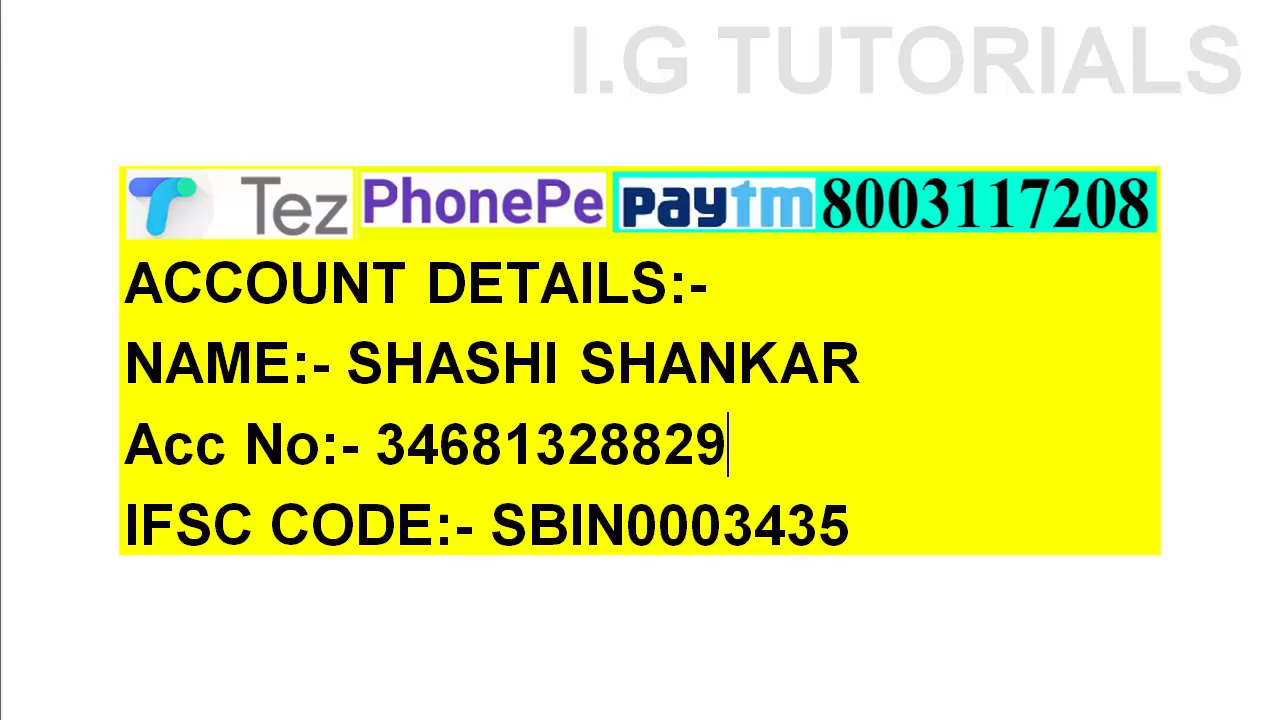 I.G TUTORIALS
Tez PhonePe paytm 8003117208
ACCOUNT DETAILS:-
NAME:- SHASHI SHANKAR
Acc No:- 34681328829
IFSC CODE:- SBIN0003435